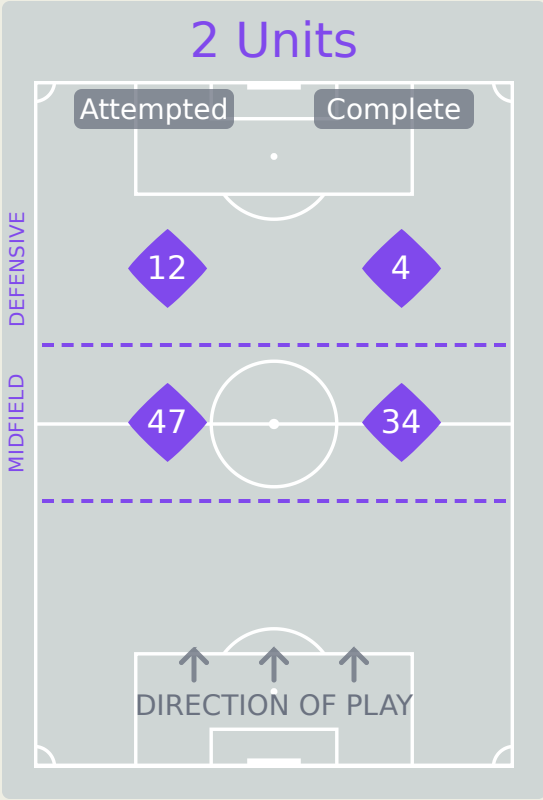 2 Units
Attempted
Complete
DEFENSIVE
12
4
MIDFIELD
47
34
DIRECTION OF PLAY